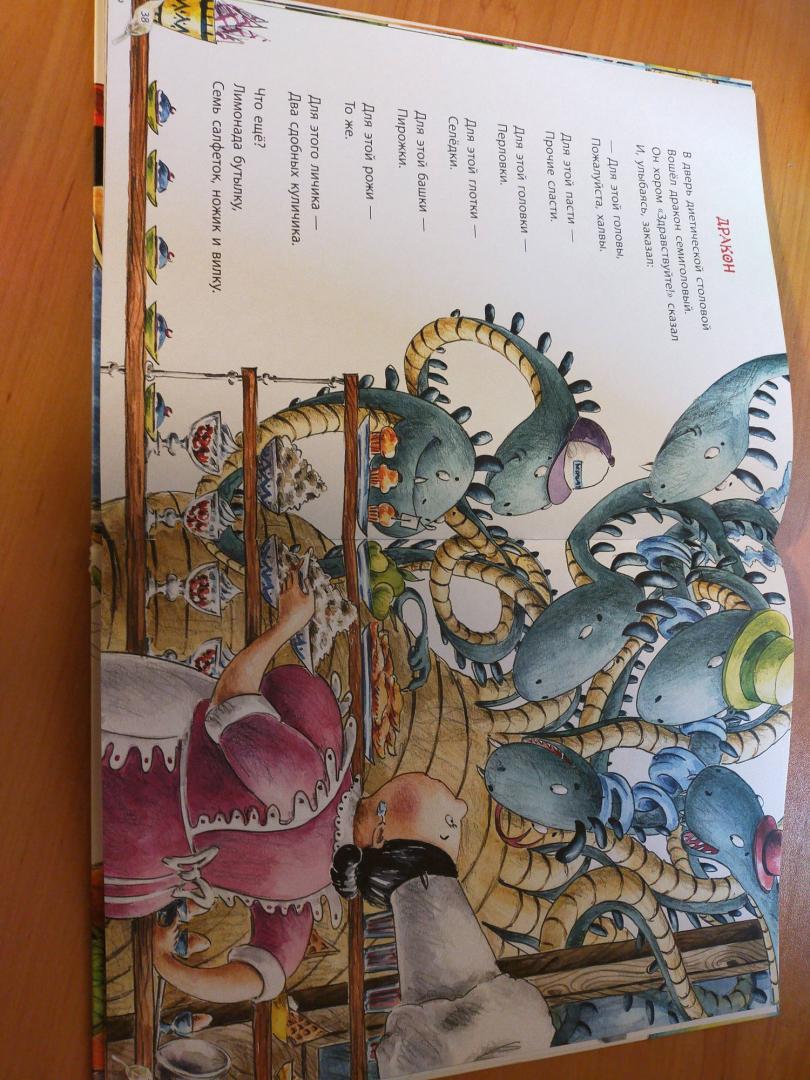 ДРАКОН
В дверь диетической столовой
Вошёл дракон семиголовый.
Он хором «Здравствуйте!» сказал
И, улыбаясь, заказал:
— Для этой головы,
Пожалуйста, халвы.
Для этой пасти —
Прочие сласти.
Для этой головки —
Перловки.
Для этой глотки —
Селёдки.
Для этой башки —
Пирожки.
Для этой рожи —
То же.
Для этого личика —
Два сдобных куличика.
Что ещё?
Лимонада бутылку,
Семь салфеток, ножик и вилку.
38